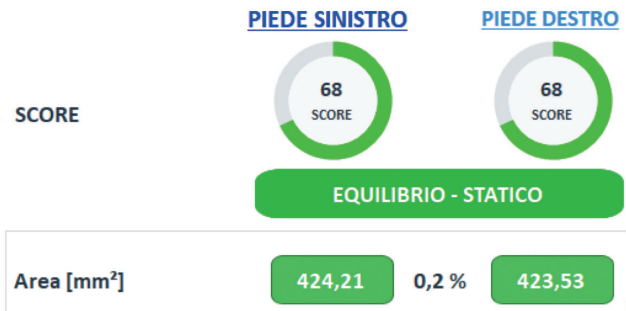 PIEDE SINISTRO PIEDE DESTRO
68 68
SCORE SCORE SCORE
EQUILIBRIO - STATICO
Area [mm²] 424,21 0,2 % 423,53